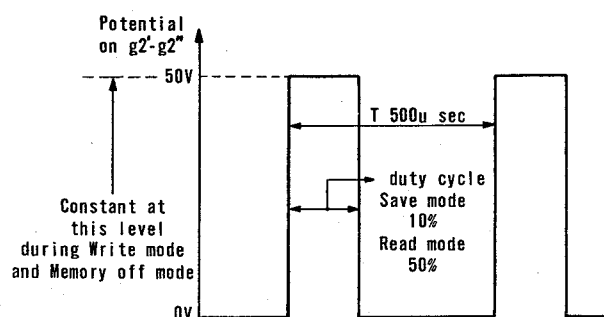 Potential
on g2'-g2"
50V
T 500u sec
duty cycle
Save mode
10%
Read mode
50%
Constant at
this level
during Write mode
and Memory off mode
0V